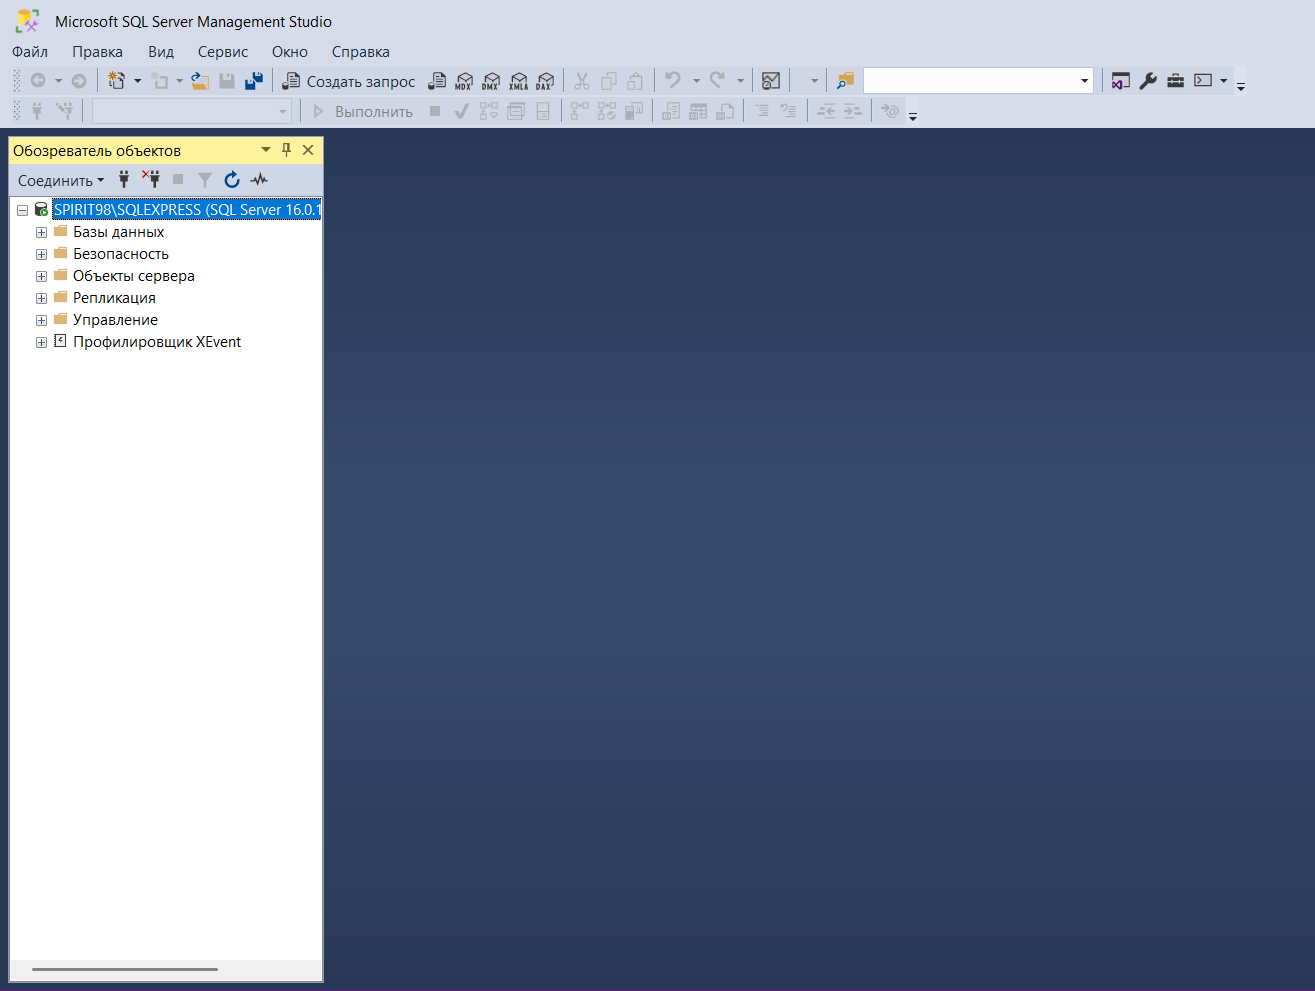 Microsoft SQL Server Management Studio
Файл Правка Вид Сервис Окно Справка
Создать запрос MDX DMX XMLA DAX
Выполнить
Обозреватель объектов
Соединить
SPIRIT98\SQLEXPRESS (SQL Server 16.0.1
Базы данных
Безопасность
Объекты сервера
Репликация
Управление
Профилировщик XEvent